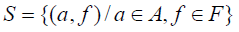 S = {(a, f) / a ∈ A, f ∈ F}